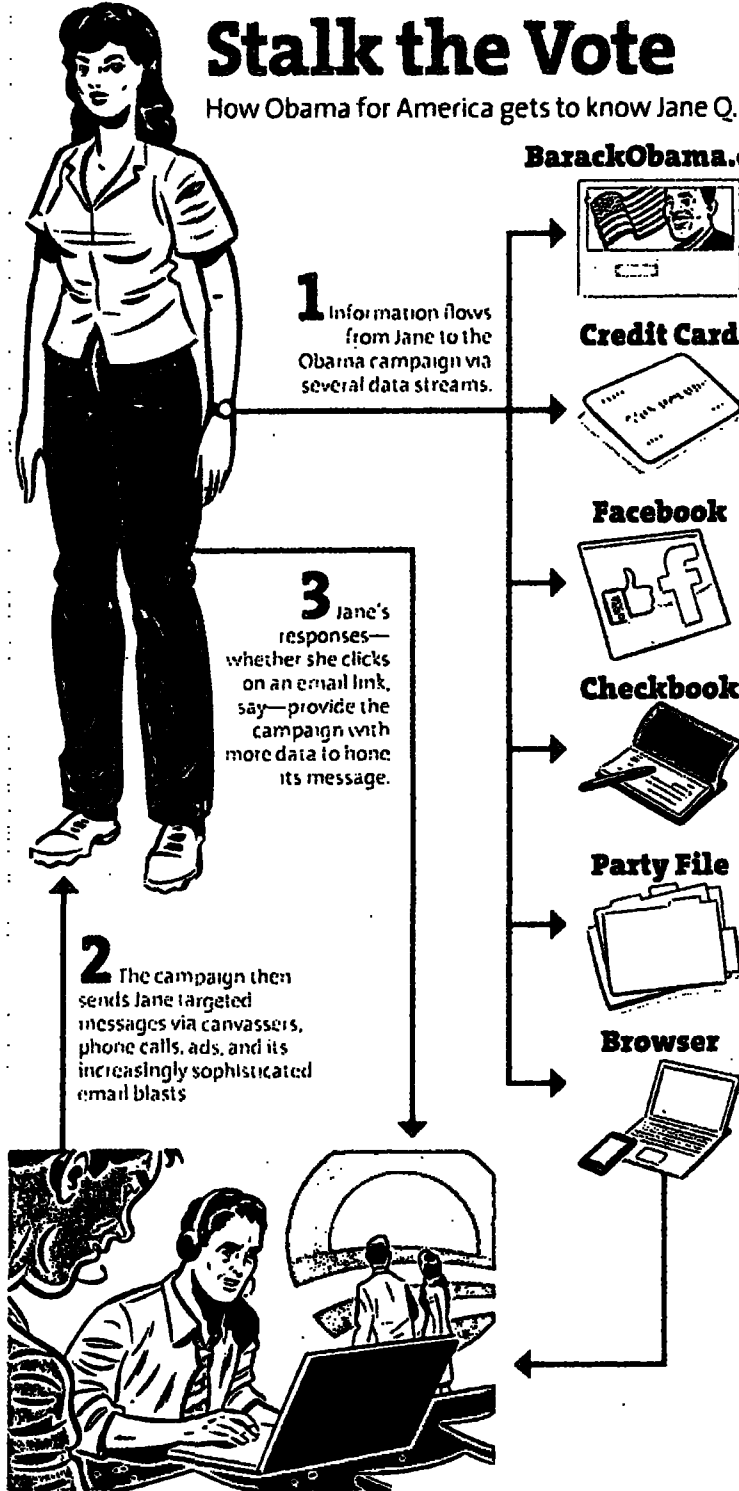 Stalk the Vote
How Obama for America gets to know Jane Q.
BarackObama.
1 Information flows
from Jane to the
Obama campaign via
several data streams.
Credit Card
Facebook
Checkbook
Party File
Browser
3 Jane's
responses—
whether she clicks
on an email link,
say—provide the
campaign with
more data to hone
its message.
2 The campaign then
sends Jane targeted
messages via canvassers,
phone calls, ads, and its
increasingly sophisticated
email blasts